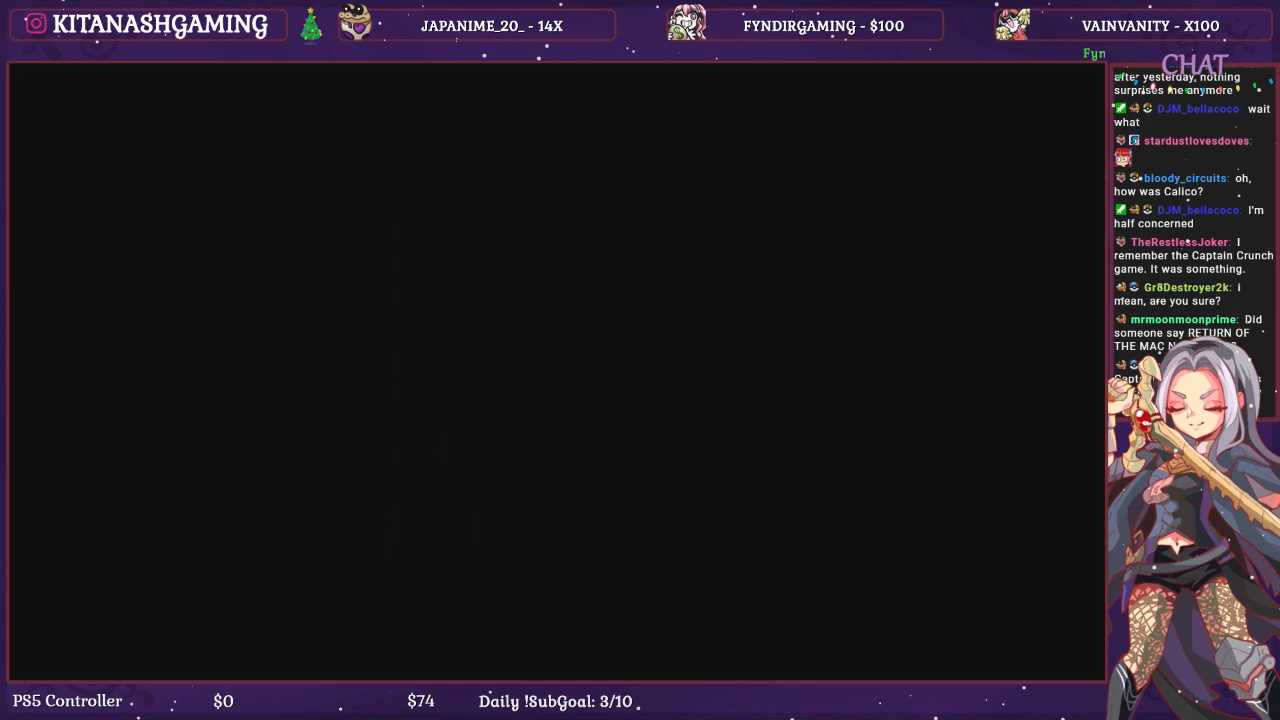 KITANASHGAMING
JAPANIME_20_ - 14X
FYNDIRGAMING - $100
VAINVANITY - X100
Fyn
CHAT
after yesterday, nothing
surprises me anymore
DJM_bellacoco: wait
what
stardustlovesdoves:
bloody_circuits: oh,
how was Calico?
DJM_bellacoco: I'm
half concerned
TheRestlessJoker: I
remember the Captain Crunch
game. It was something.
Gr8Destroyer2k: i
mean, are you sure?
mrmoonmoonprime: Did
someone say RETURN OF
THE MAC
PS5 Controller
$0
$74
Daily !SubGoal: 3/10